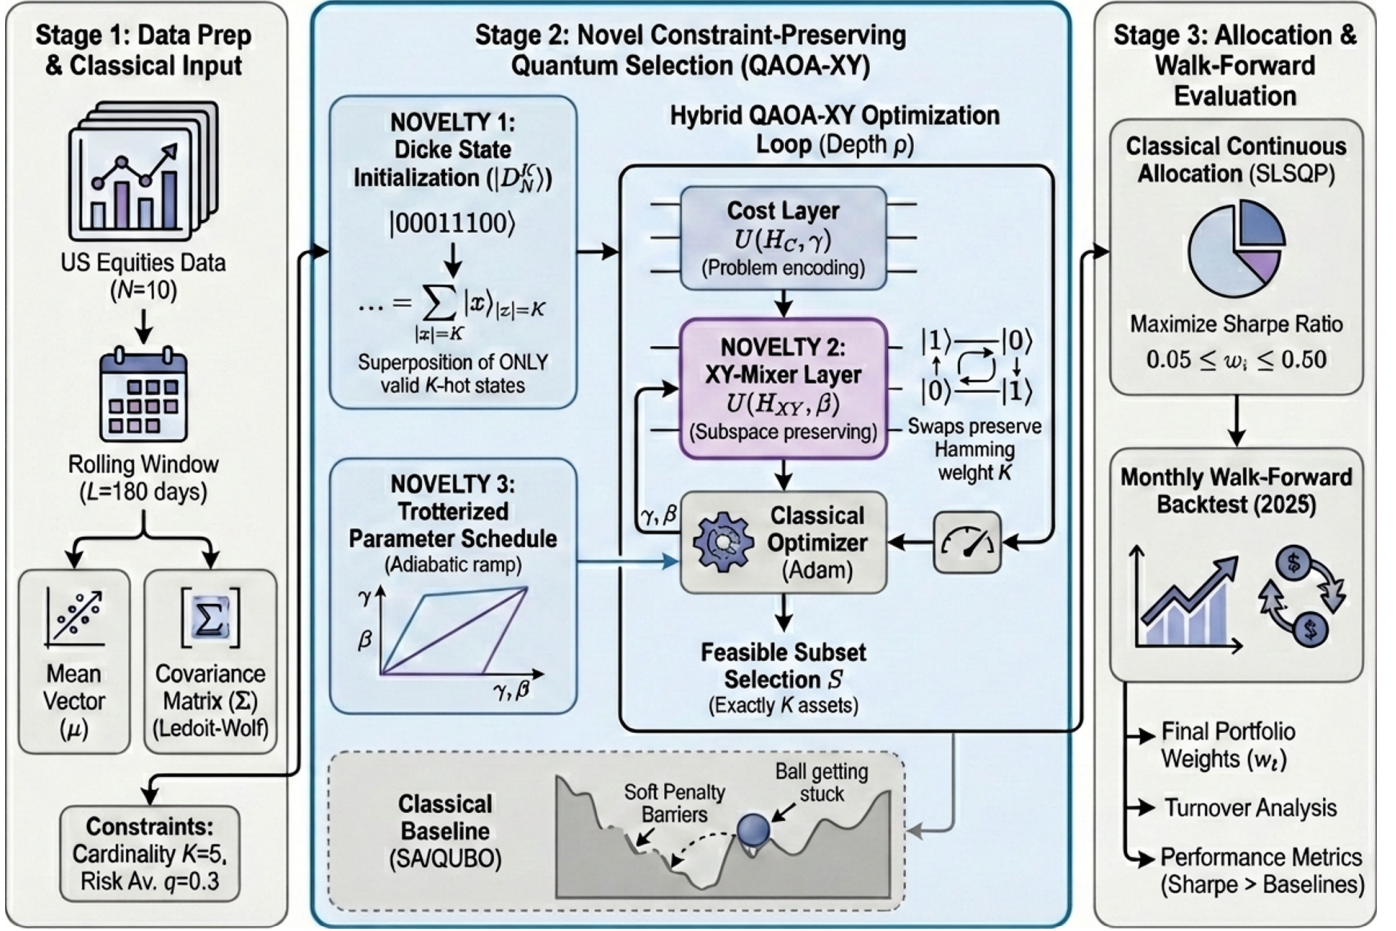 Stage 1: Data Prep
& Classical Input
US Equities Data
(N=10)
Rolling Window
(L=180 days)
Mean
Vector
(μ)
[Σ]
Covariance
Matrix (Σ)
(Ledoit-Wolf)
Constraints:
Cardinality K=5,
Risk Av. q=0.3
Stage 2: Novel Constraint-Preserving
Quantum Selection (QAOA-XY)
NOVELTY 1:
Dicke State
Initialization (|D_N^K⟩)
|00011100⟩
... = ∑_{|x|=K} |x⟩_{|z|=K}
Superposition of ONLY
valid K-hot states
NOVELTY 3:
Trotterized
Parameter Schedule
(Adiabatic ramp)
γ
β
γ, β
Hybrid QAOA-XY Optimization
Loop (Depth ρ)
Cost Layer
U(H_C, γ)
(Problem encoding)
NOVELTY 2:
XY-Mixer Layer
U(H_{XY}, β)
(Subspace preserving)
|1⟩ |0⟩
|0⟩ |1⟩
Swaps preserve
Hamming
weight K
γ, β
Classical
Optimizer
(Adam)
Feasible Subset
Selection S
(Exactly K assets)
Classical
Baseline
(SA/QUBO)
Soft Penalty
Barriers
Ball getting
stuck
Stage 3: Allocation &
Walk-Forward
Evaluation
Classical Continuous
Allocation (SLSQP)
Maximize Sharpe Ratio
0.05 ≤ w_i ≤ 0.50
Monthly Walk-Forward
Backtest (2025)
$
$
Final Portfolio
Weights (w_t)
Turnover Analysis
Performance Metrics
(Sharpe > Baselines)